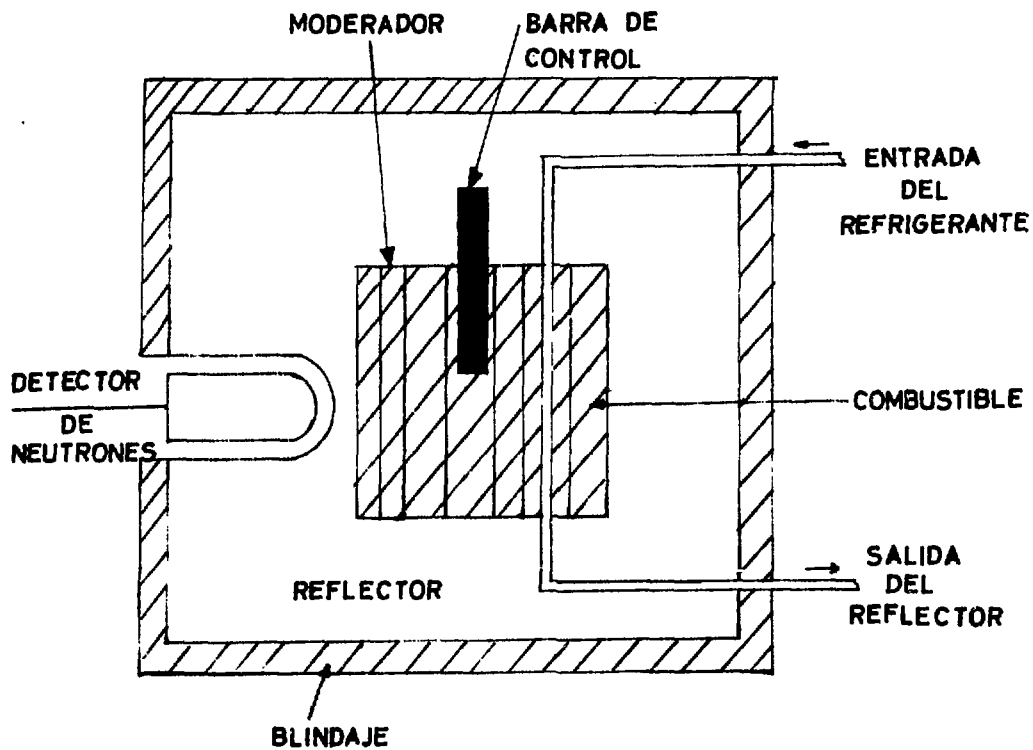 MODERADOR
BARRA DE
CONTROL
ENTRADA
DEL
REFRIGERANTE
DETECTOR
DE
NEUTRONES
COMBUSTIBLE
REFLECTOR
SALIDA
DEL
REFLECTOR
BLINDAJE